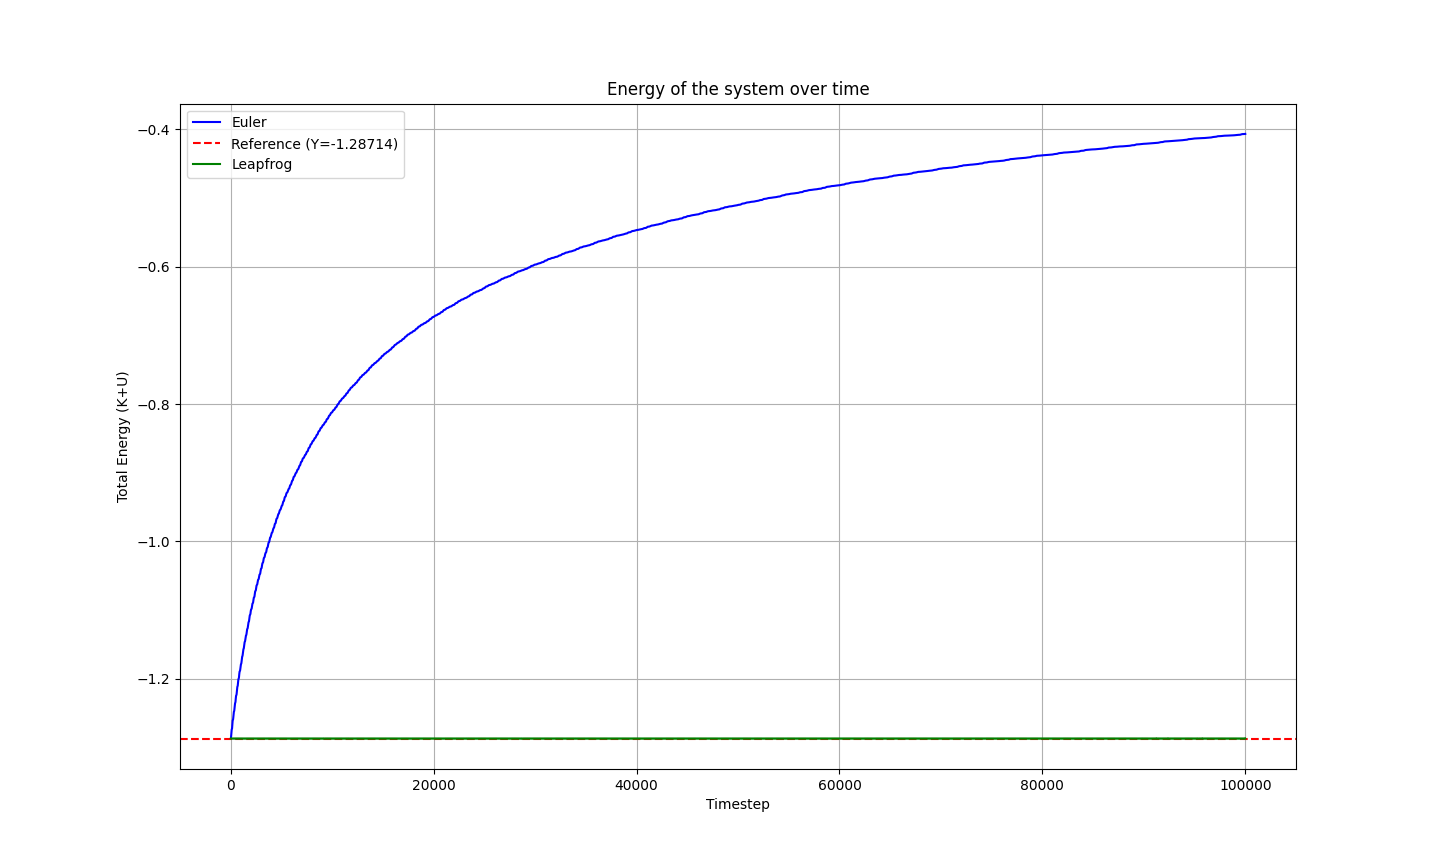 Energy of the system over time
Euler
Reference (Y=-1.28714)
Leapfrog
−0.4
−0.6
−0.8
−1.0
−1.2
Total Energy (K+U)
0
20000
40000
60000
80000
100000
Timestep